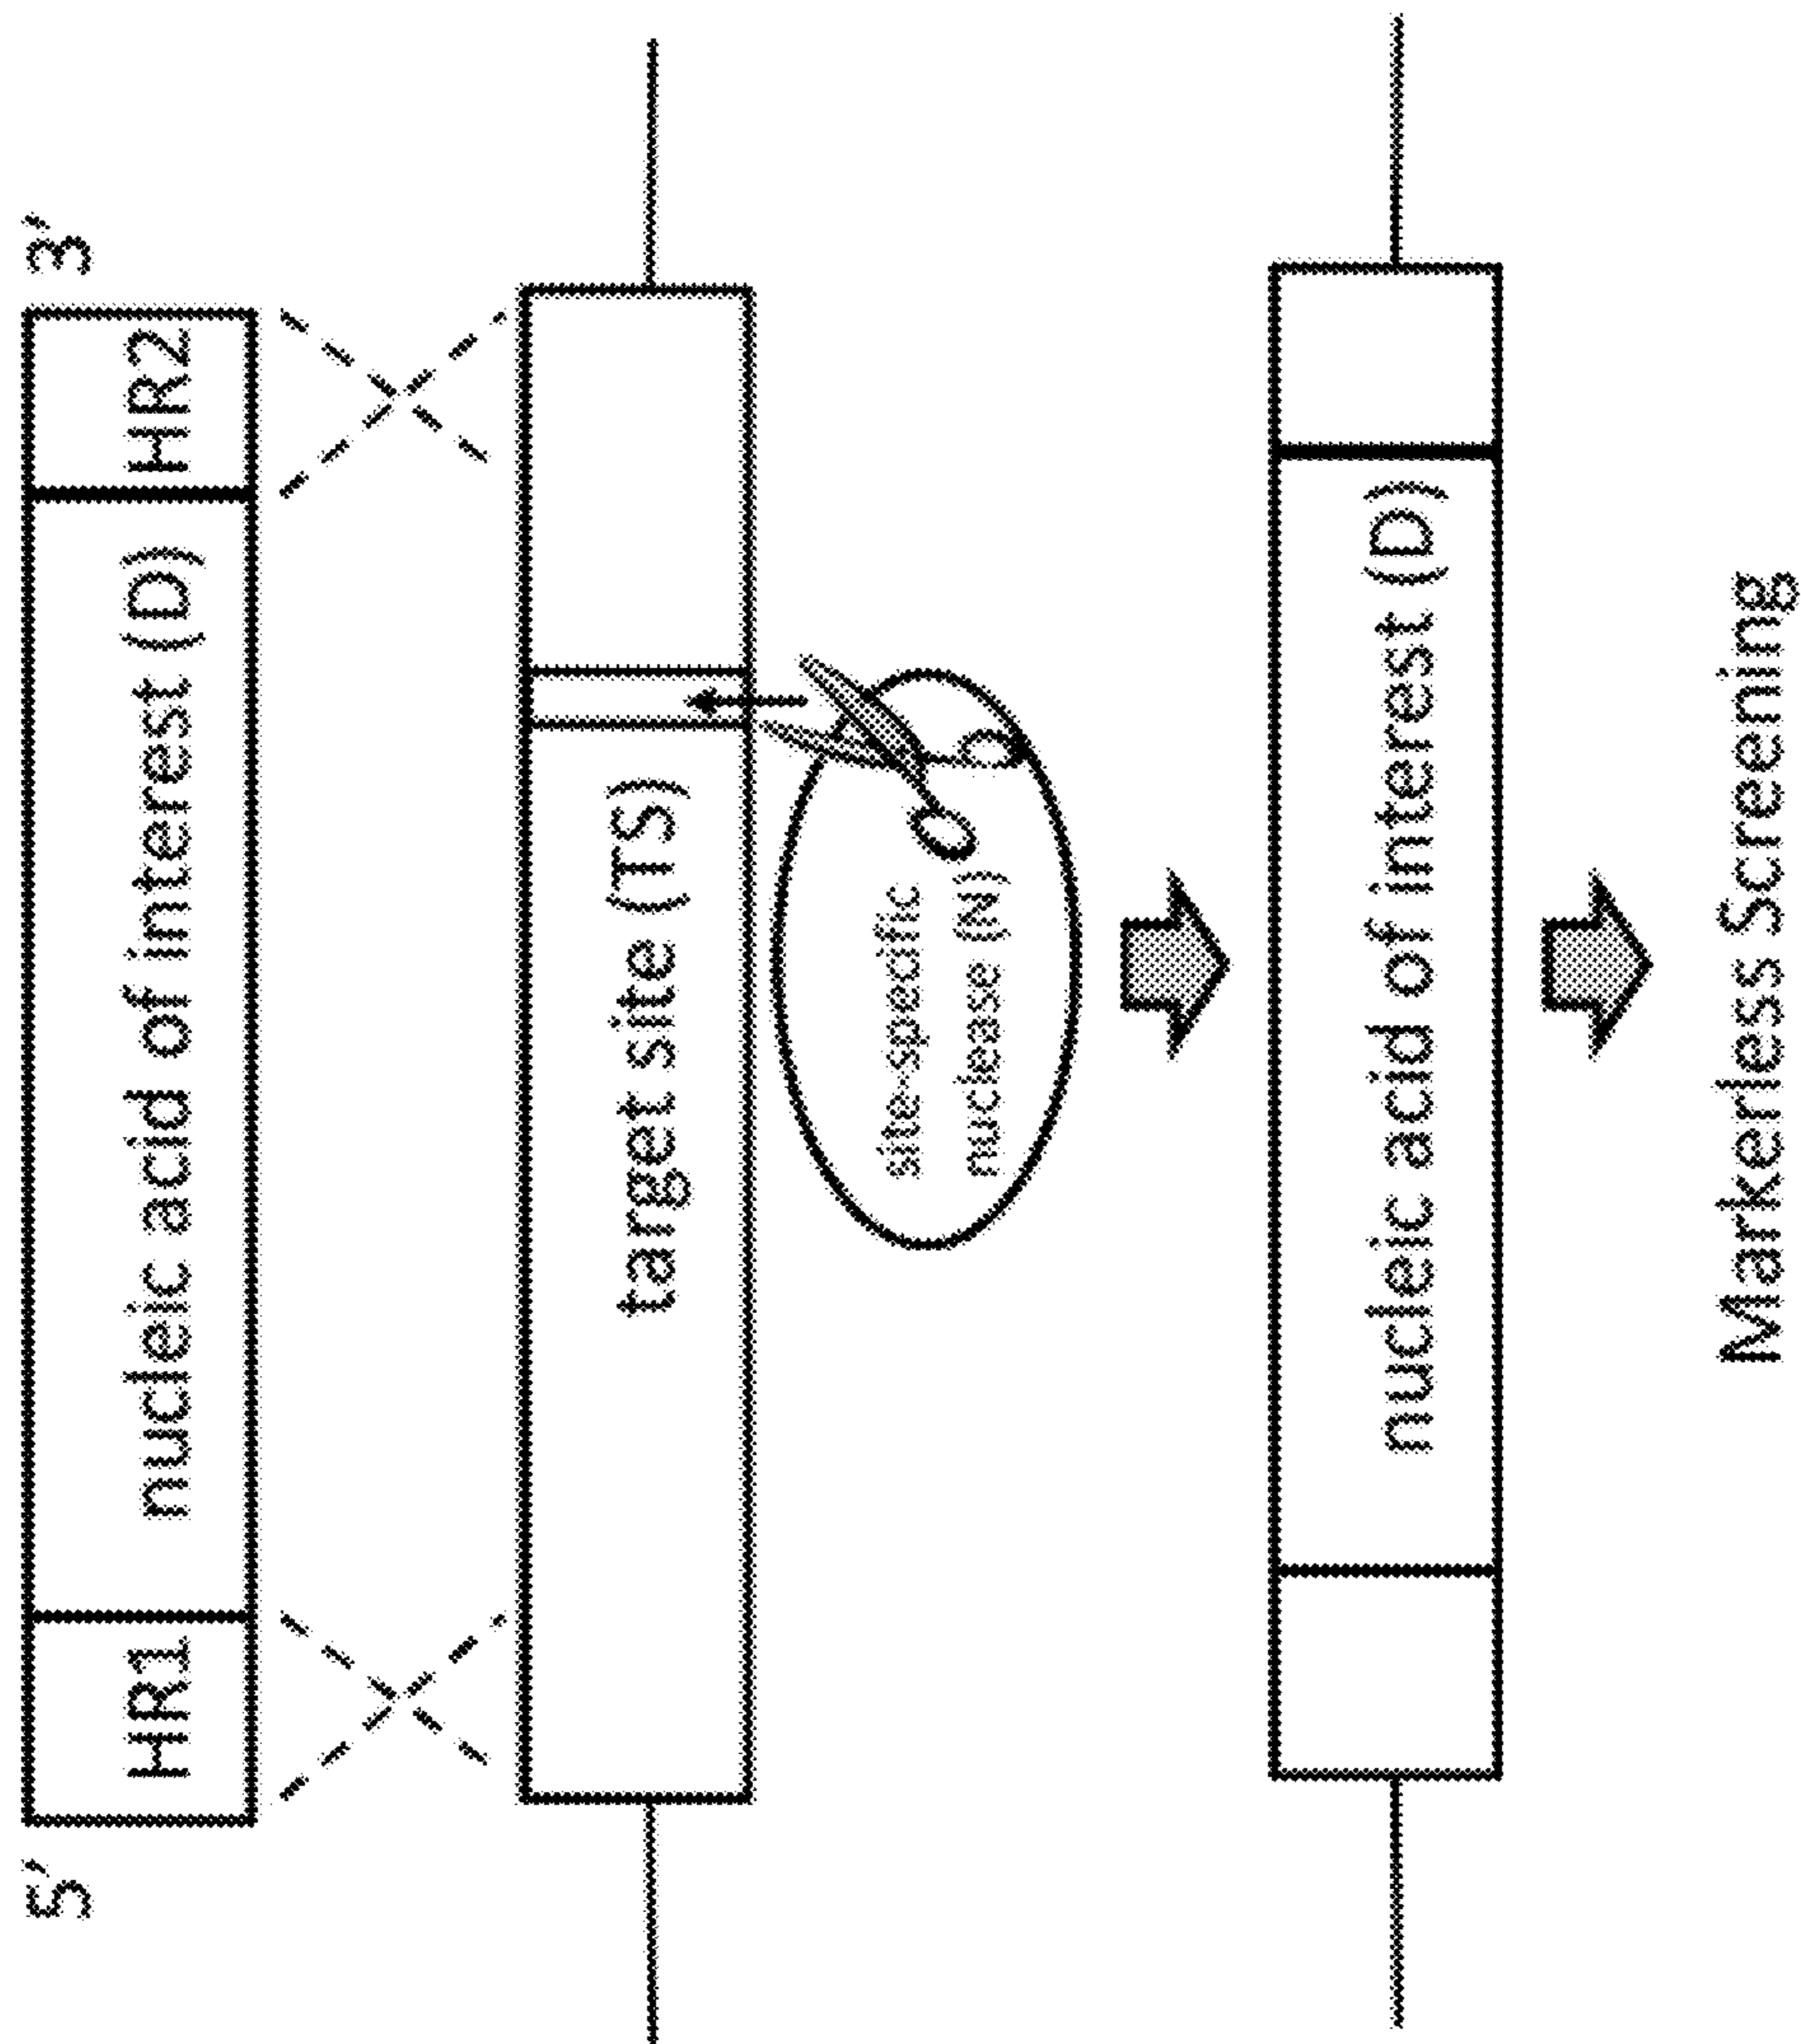 5′ 3′
HR1 nucleic acid of interest (D) HR2
target site (TS)
site-specific
nuclease (N)
nucleic acid of interest (D)
Markerless Screening